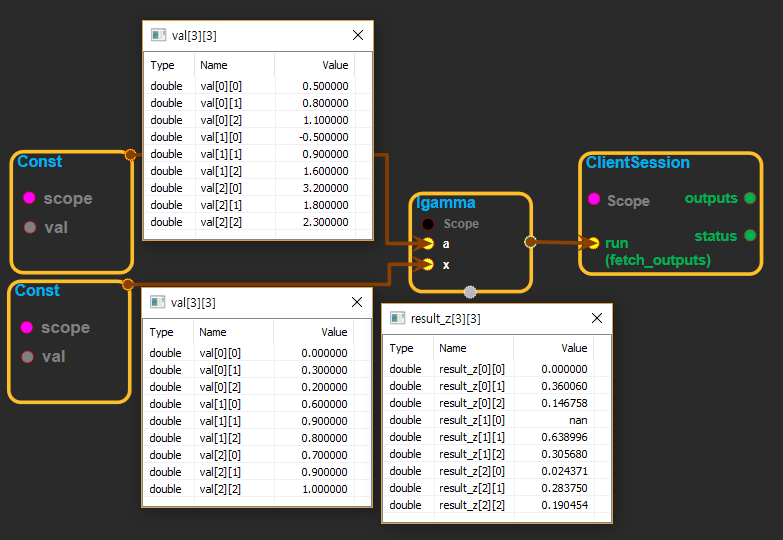 val[3][3]
Type Name Value
double val[0][0] 0.500000
double val[0][1] 0.800000
double val[0][2] 1.100000
double val[1][0] -0.500000
double val[1][1] 0.900000
double val[1][2] 1.600000
double val[2][0] 3.200000
double val[2][1] 1.800000
double val[2][2] 2.300000
Const
scope
val
Const
scope
val
Igamma
Scope
a
x
ClientSession
Scope
outputs
status
run
(fetch_outputs)
val[3][3]
Type Name Value
double val[0][0] 0.000000
double val[0][1] 0.300000
double val[0][2] 0.200000
double val[1][0] 0.600000
double val[1][1] 0.900000
double val[1][2] 0.800000
double val[2][0] 0.700000
double val[2][1] 0.900000
double val[2][2] 1.000000
result_z[3][3]
Type Name Value
double result_z[0][0] 0.000000
double result_z[0][1] 0.360060
double result_z[0][2] 0.146758
double result_z[1][0] nan
double result_z[1][1] 0.638996
double result_z[1][2] 0.305680
double result_z[2][0] 0.024371
double result_z[2][1] 0.283750
double result_z[2][2] 0.190454